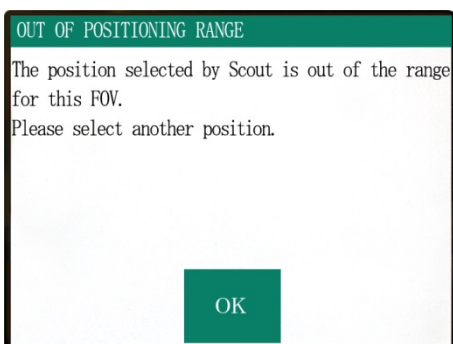 OUT OF POSITIONING RANGE
The position selected by Scout is out of the range
for this FOV.
Please select another position.
OK